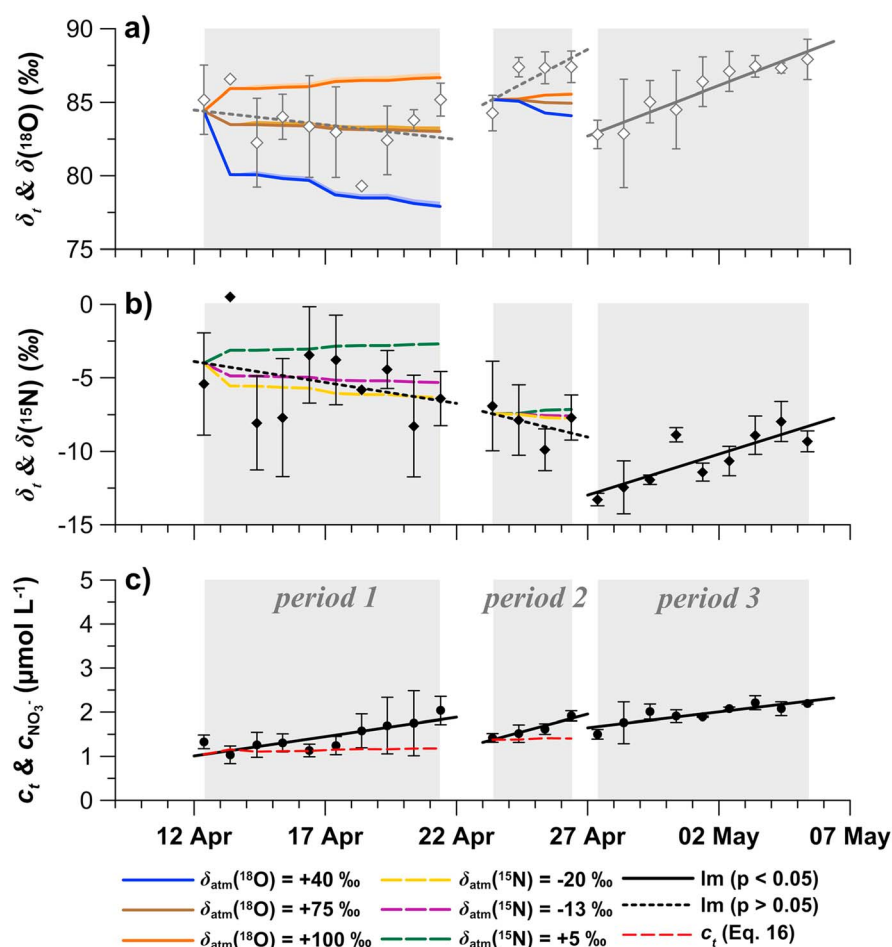 a)
δt & δ(¹⁸O) (‰)
90
85
80
75
b)
δt & δ(¹⁵N) (‰)
0
-5
-10
-15
c)
period 1 period 2 period 3
ct & cNO₃- (µmol L⁻¹)
5
4
3
2
1
0
12 Apr 17 Apr 22 Apr 27 Apr 02 May 07 May
δatm(¹⁸O) = +40 ‰ δatm(¹⁵N) = -20 ‰ lm (p < 0.05)
δatm(¹⁸O) = +75 ‰ δatm(¹⁵N) = -13 ‰ lm (p > 0.05)
δatm(¹⁸O) = +100 ‰ δatm(¹⁵N) = +5 ‰ ct (Eq. 16)